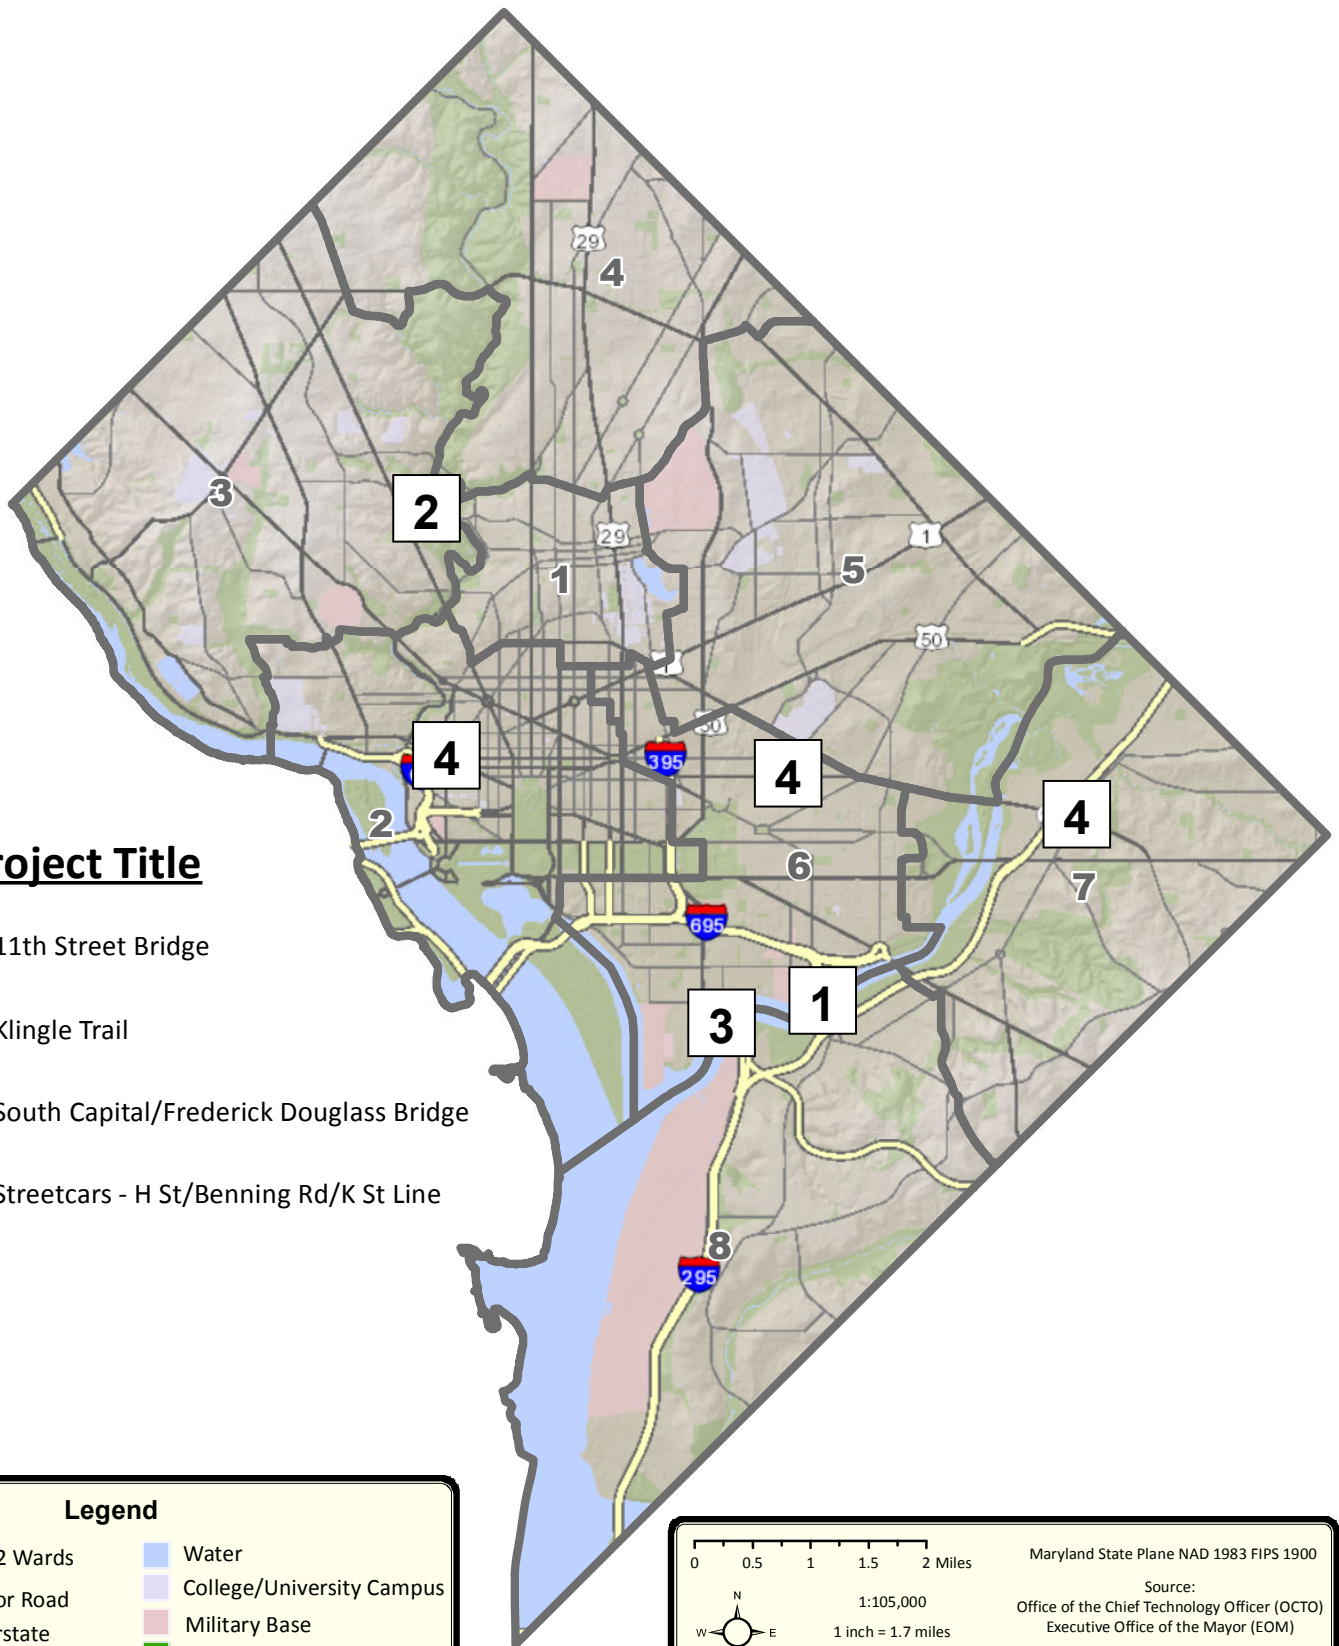 29
4
3
2
29
1
1
5
50
1
50
4
395
4
4
2
6
7
roject Title
11th Street Bridge
695
1
3
Klingle Trail
South Capital/Frederick Douglass Bridge
Streetcars - H St/Benning Rd/K St Line
8
295
Legend
2 Wards
Water
College/University Campus
or Road
Military Base
rstate
0 0.5 1 1.5 2 Miles
Maryland State Plane NAD 1983 FIPS 1900
N
W E
1:105,000
1 inch = 1.7 miles
Source:
Office of the Chief Technology Officer (OCTO)
Executive Office of the Mayor (EOM)